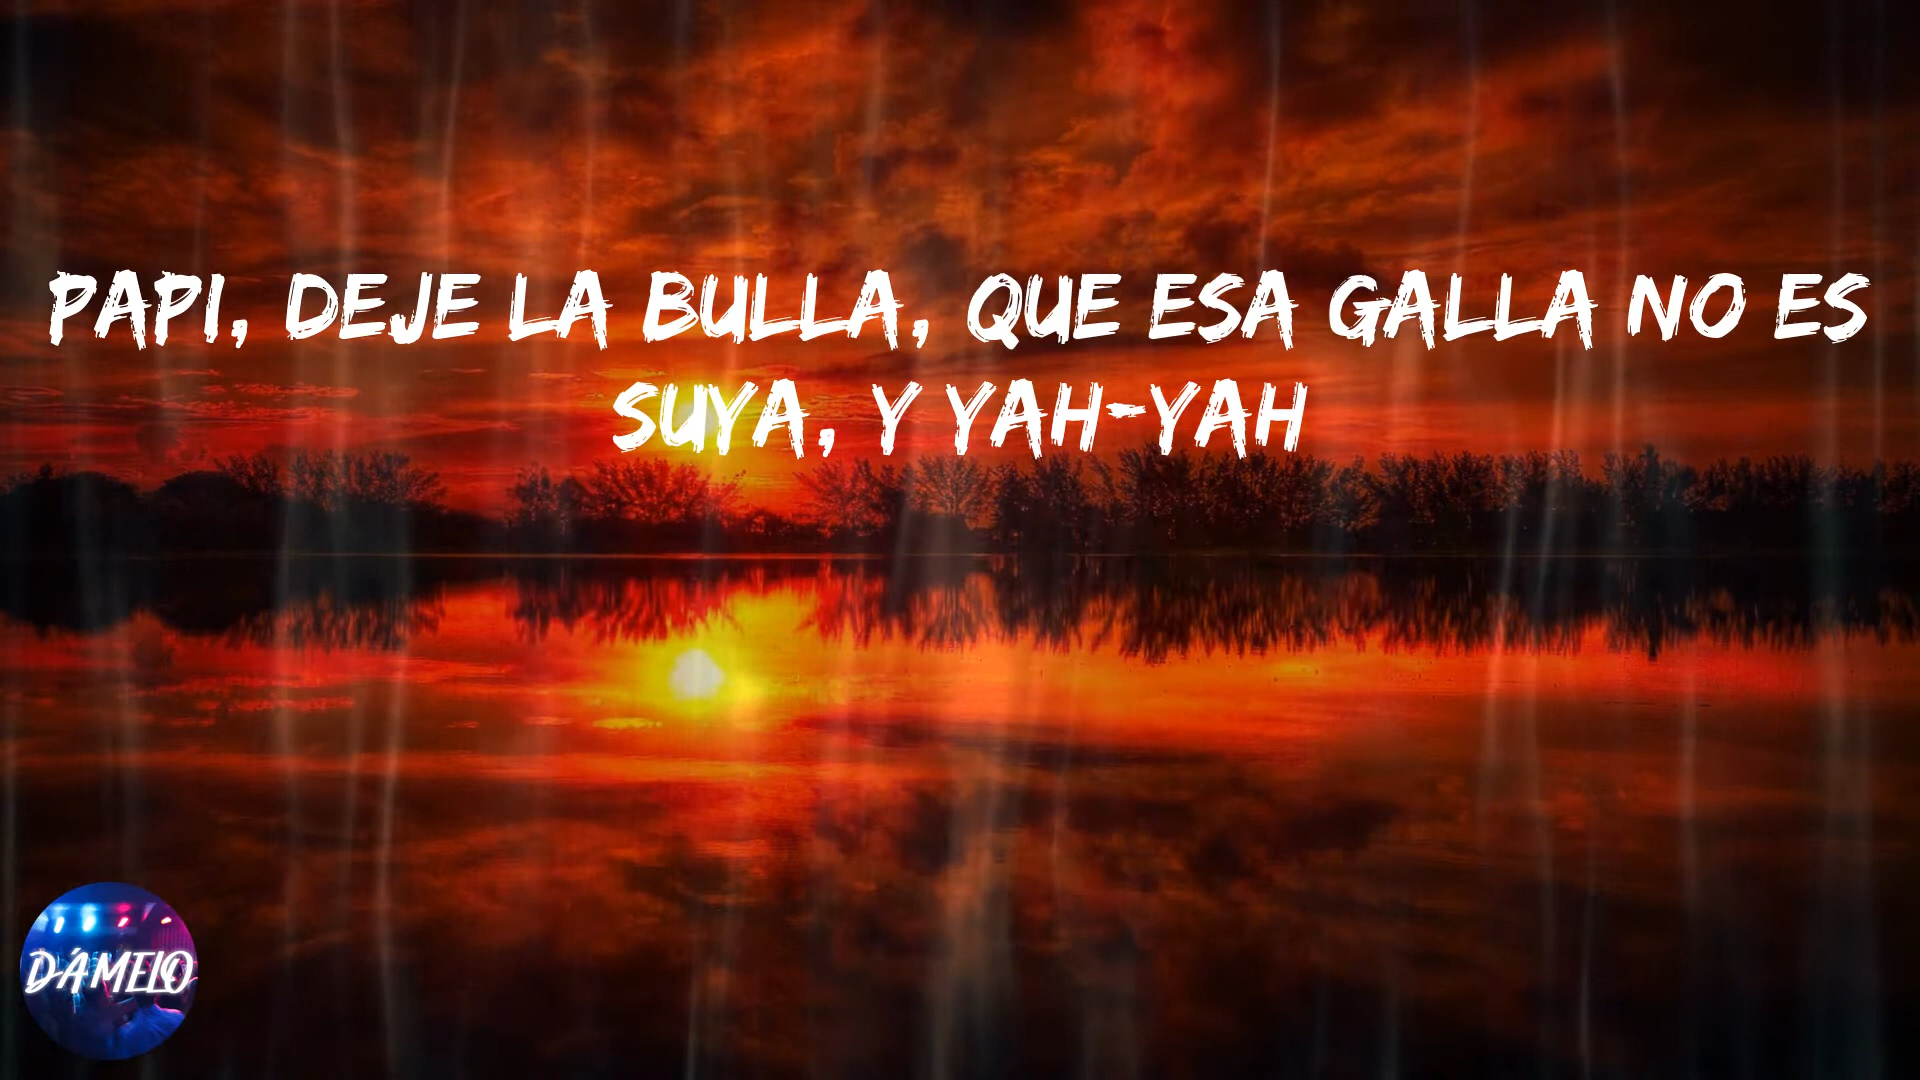 PAPI, DEJE LA BULLA, QUE ESA GALLA NO ES
SUYA, Y YAH-YAH
DÁMELO